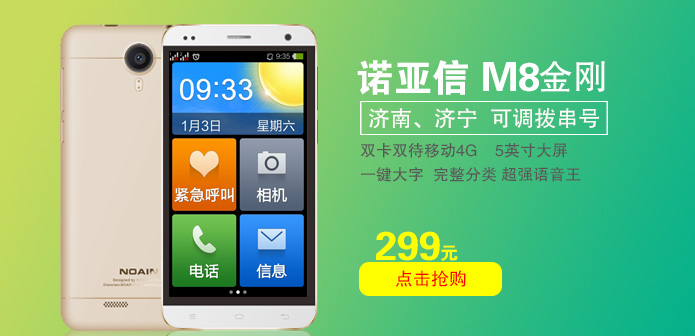 9:35
09:33
1月3日 星期六
紧急呼叫 相机
电话 信息
NOAIN
诺亚信 M8金刚
济南、济宁 可调拨串号
双卡双待移动4G 5英寸大屏
一键大字 完整分类 超强语音王
299元
点击抢购